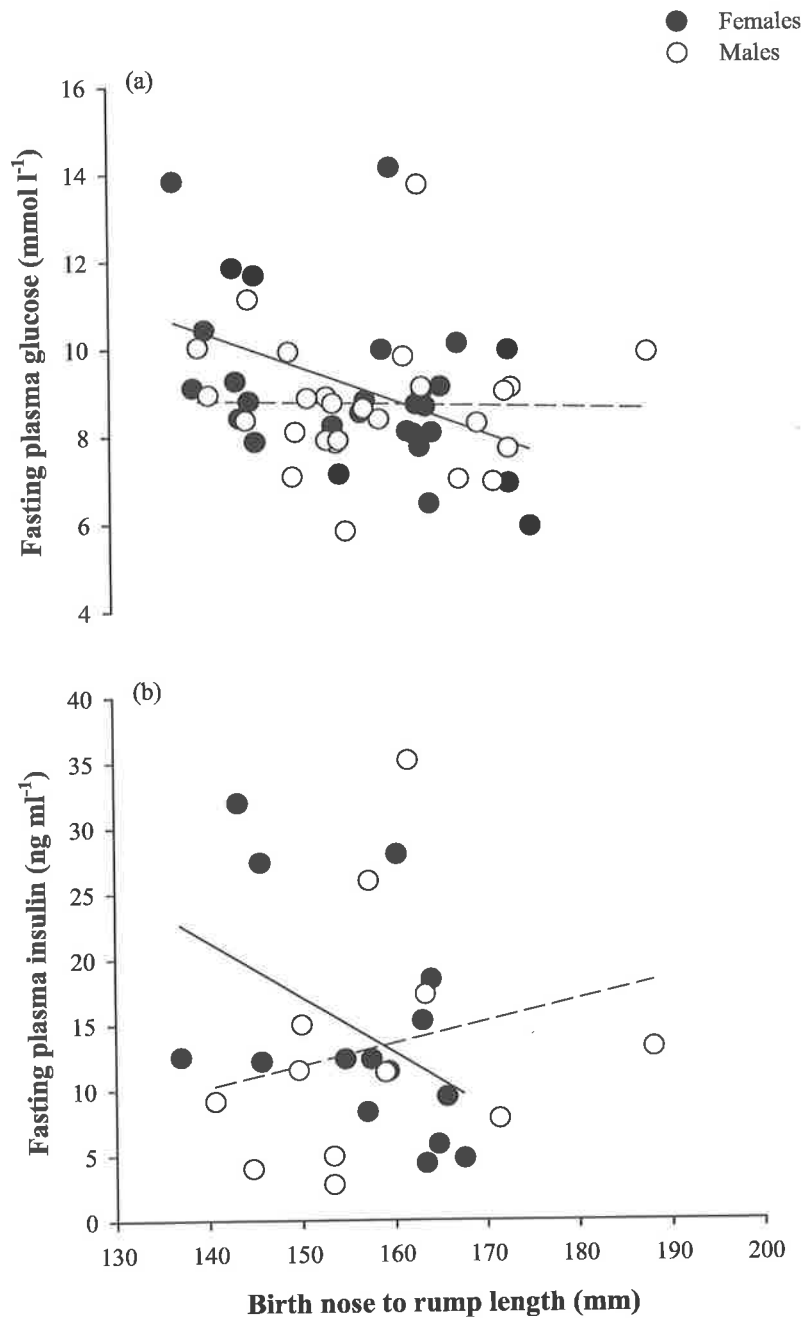 Females
Males
(a)
16
14
12
10
8
6
4
Fasting plasma glucose (mmol l⁻¹)
(b)
40
35
30
25
20
15
10
5
0
Fasting plasma insulin (ng ml⁻¹)
130 140 150 160 170 180 190 200
Birth nose to rump length (mm)